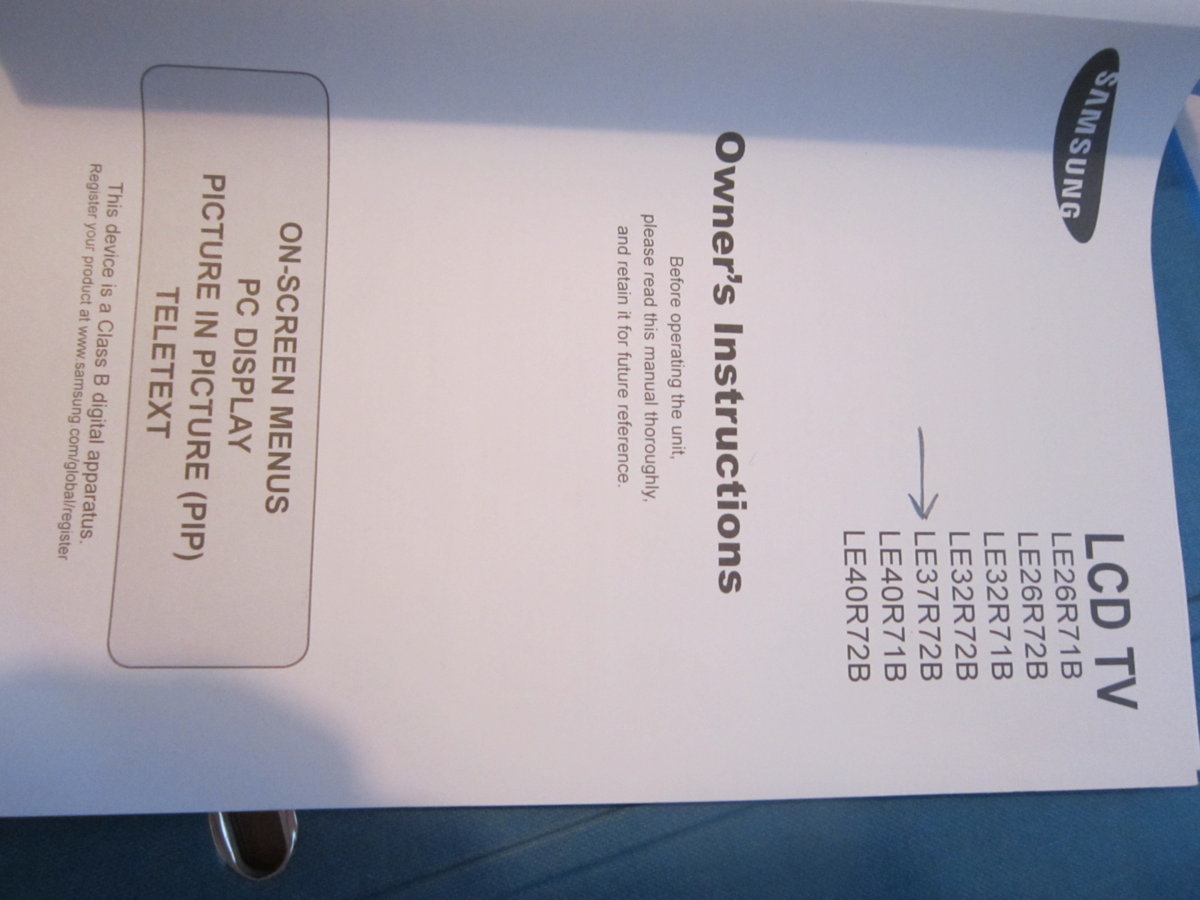 SAMSUNG
LCD TV
LE26R71B
LE26R72B
LE32R71B
LE32R72B
LE37R72B
LE40R71B
LE40R72B
Owner's Instructions
Before operating the unit,
please read this manual thoroughly,
and retain it for future reference.
ON-SCREEN MENUS
PC DISPLAY
PICTURE IN PICTURE (PIP)
TELETEXT
This device is a Class B digital apparatus.
Register your product at www.samsung.com/global/register